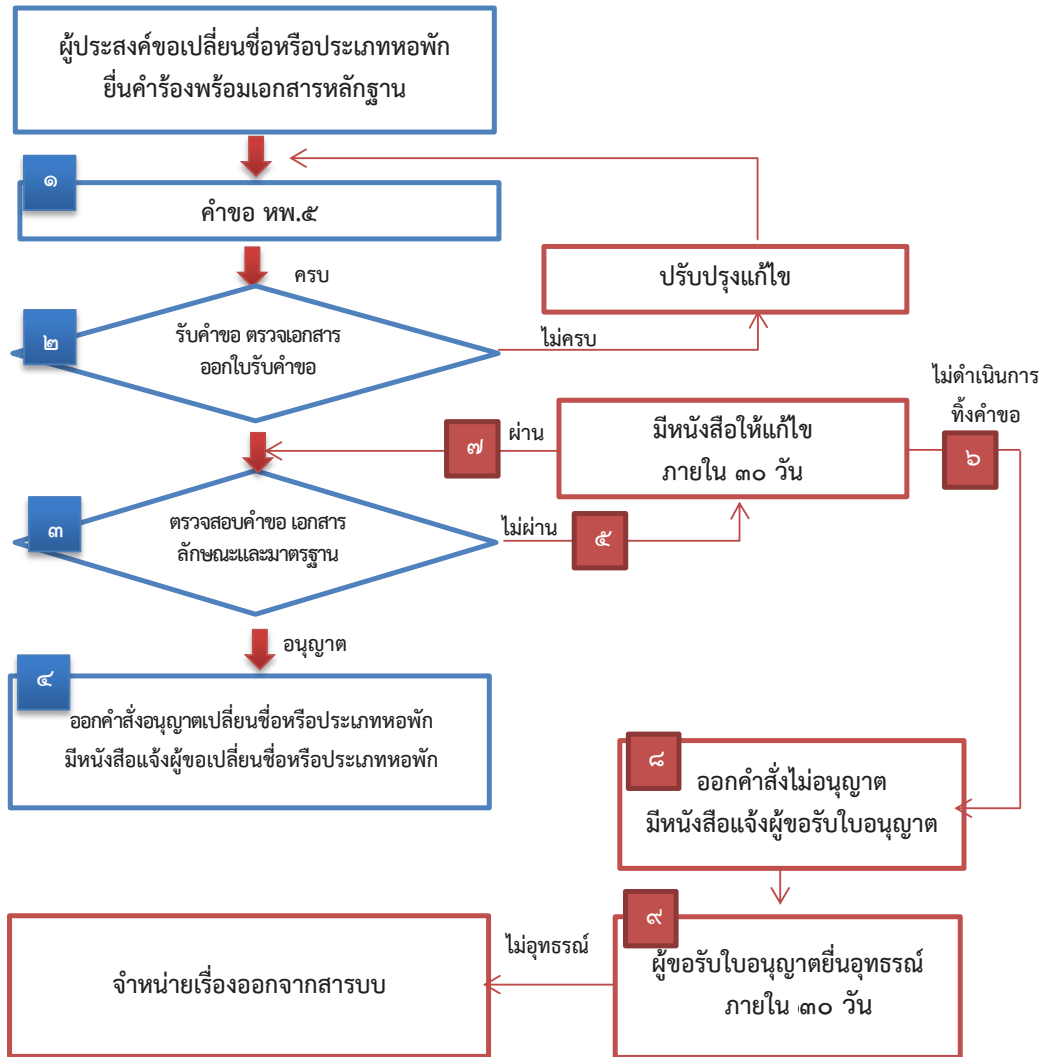 ผู้ประสงค์ขอเปลี่ยนชื่อหรือประเภทหอพัก
ยื่นคำร้องพร้อมเอกสารหลักฐาน
๑
คำขอ หพ.๕
ครบ
ปรับปรุงแก้ไข
๒
รับคำขอ ตรวจเอกสาร
ออกใบรับคำขอ
ไม่ครบ
ไม่ดำเนินการ
ทิ้งคำขอ
๖
มีหนังสือให้แก้ไข
ภายใน ๓๐ วัน
ผ่าน
๗
๓
ตรวจสอบคำขอ เอกสาร
ลักษณะและมาตรฐาน
ไม่ผ่าน
๕
อนุญาต
๔
ออกคำสั่งอนุญาตเปลี่ยนชื่อหรือประเภทหอพัก
มีหนังสือแจ้งผู้ขอเปลี่ยนชื่อหรือประเภทหอพัก
๘
ออกคำสั่งไม่อนุญาต
มีหนังสือแจ้งผู้ขอรับใบอนุญาต
๙
ผู้ขอรับใบอนุญาตยื่นอุทธรณ์
ภายใน ๓๐ วัน
ไม่อุทธรณ์
จำหน่ายเรื่องออกจากสารบบ